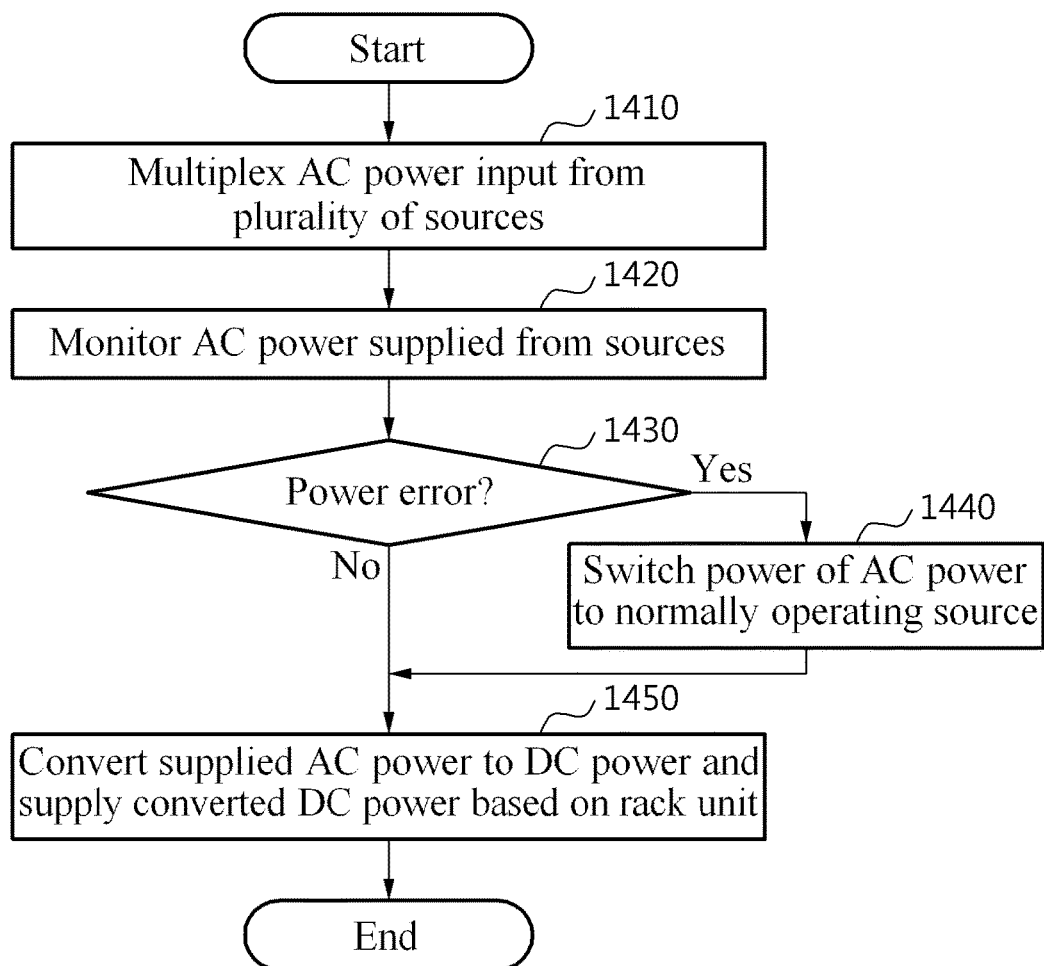 Start
1410
Multiplex AC power input from
plurality of sources
1420
Monitor AC power supplied from sources
1430
Power error?
Yes
No
1440
Switch power of AC power
to normally operating source
1450
Convert supplied AC power to DC power and
supply converted DC power based on rack unit
End